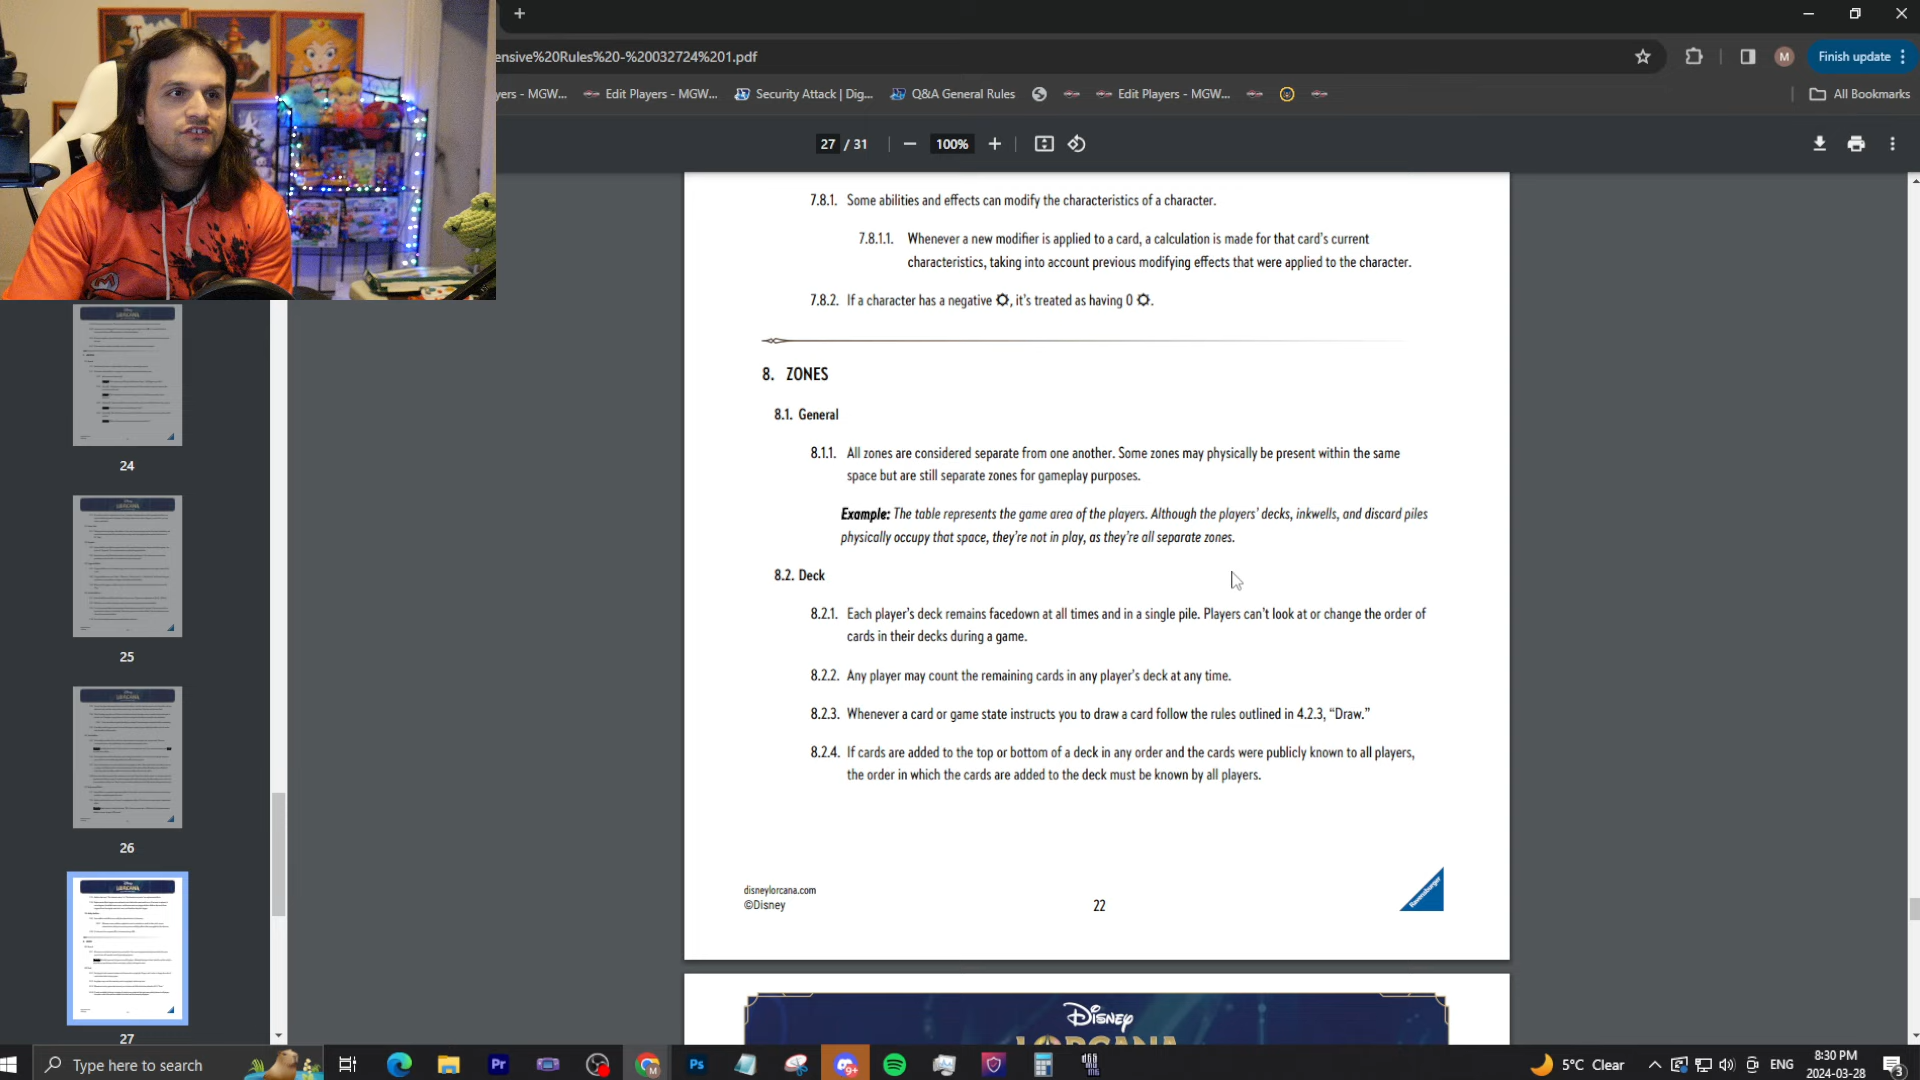 ensive%20Rules%20-%20032724%201.pdf
Finish update
M
yers - MGW...
Edit Players - MGW...
Security Attack | Dig...
Q&A General Rules
Edit Players - MGW...
All Bookmarks
27 / 31
100%
7.8.1. Some abilities and effects can modify the characteristics of a character.
7.8.1.1. Whenever a new modifier is applied to a card, a calculation is made for that card's current
characteristics, taking into account previous modifying effects that were applied to the character.
7.8.2. If a character has a negative , it's treated as having 0 .
8. ZONES
8.1. General
8.1.1. All zones are considered separate from one another. Some zones may physically be present within the same
space but are still separate zones for gameplay purposes.
Example: The table represents the game area of the players. Although the players' decks, inkwells, and discard piles
physically occupy that space, they're not in play, as they're all separate zones.
8.2. Deck
8.2.1. Each player's deck remains facedown at all times and in a single pile. Players can't look at or change the order of
cards in their decks during a game.
8.2.2. Any player may count the remaining cards in any player's deck at any time.
8.2.3. Whenever a card or game state instructs you to draw a card follow the rules outlined in 4.2.3, "Draw."
8.2.4. If cards are added to the top or bottom of a deck in any order and the cards were publicly known to all players,
the order in which the cards are added to the deck must be known by all players.
disneylorcana.com
©Disney
22
Ravensburger
Disney
LORCANA
24
25
26
27
Type here to search
Pr
Ps
9+
5°C Clear
ENG
8:30 PM
2024-03-28
3